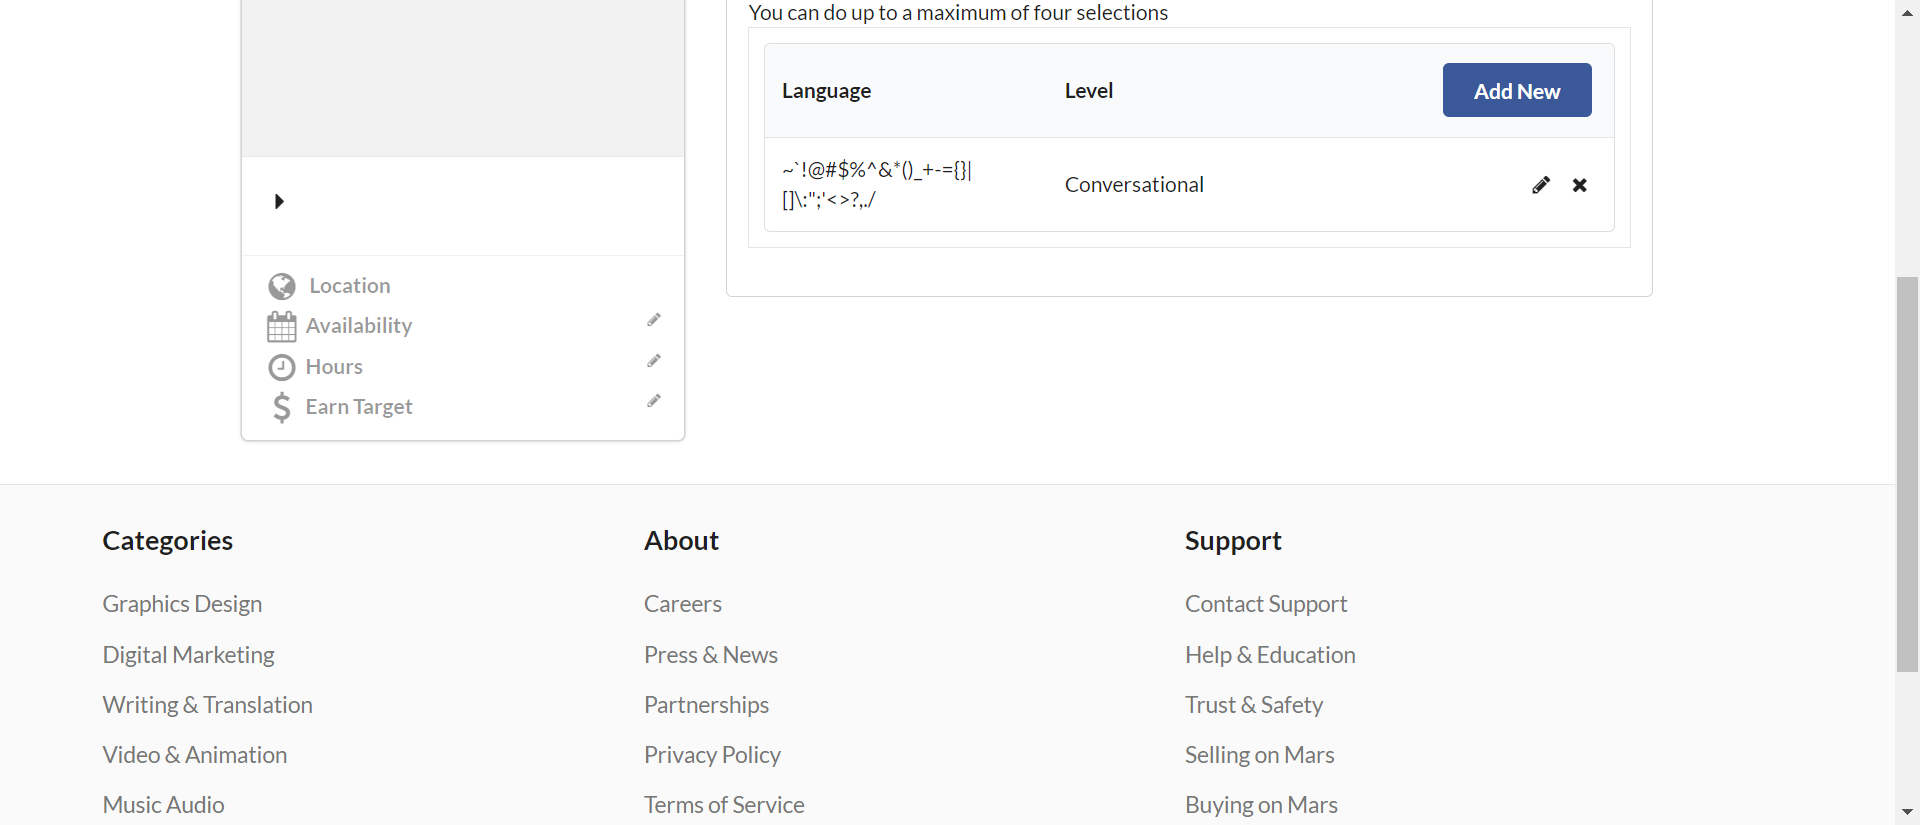 You can do up to a maximum of four selections
Language Level Add New
~`!@#$%^&*()_+-={}|
[]\:";'<>?,./
Conversational
Location
Availability
Hours
Earn Target
Categories
Graphics Design
Digital Marketing
Writing & Translation
Video & Animation
Music Audio
About
Careers
Press & News
Partnerships
Privacy Policy
Terms of Service
Support
Contact Support
Help & Education
Trust & Safety
Selling on Mars
Buying on Mars